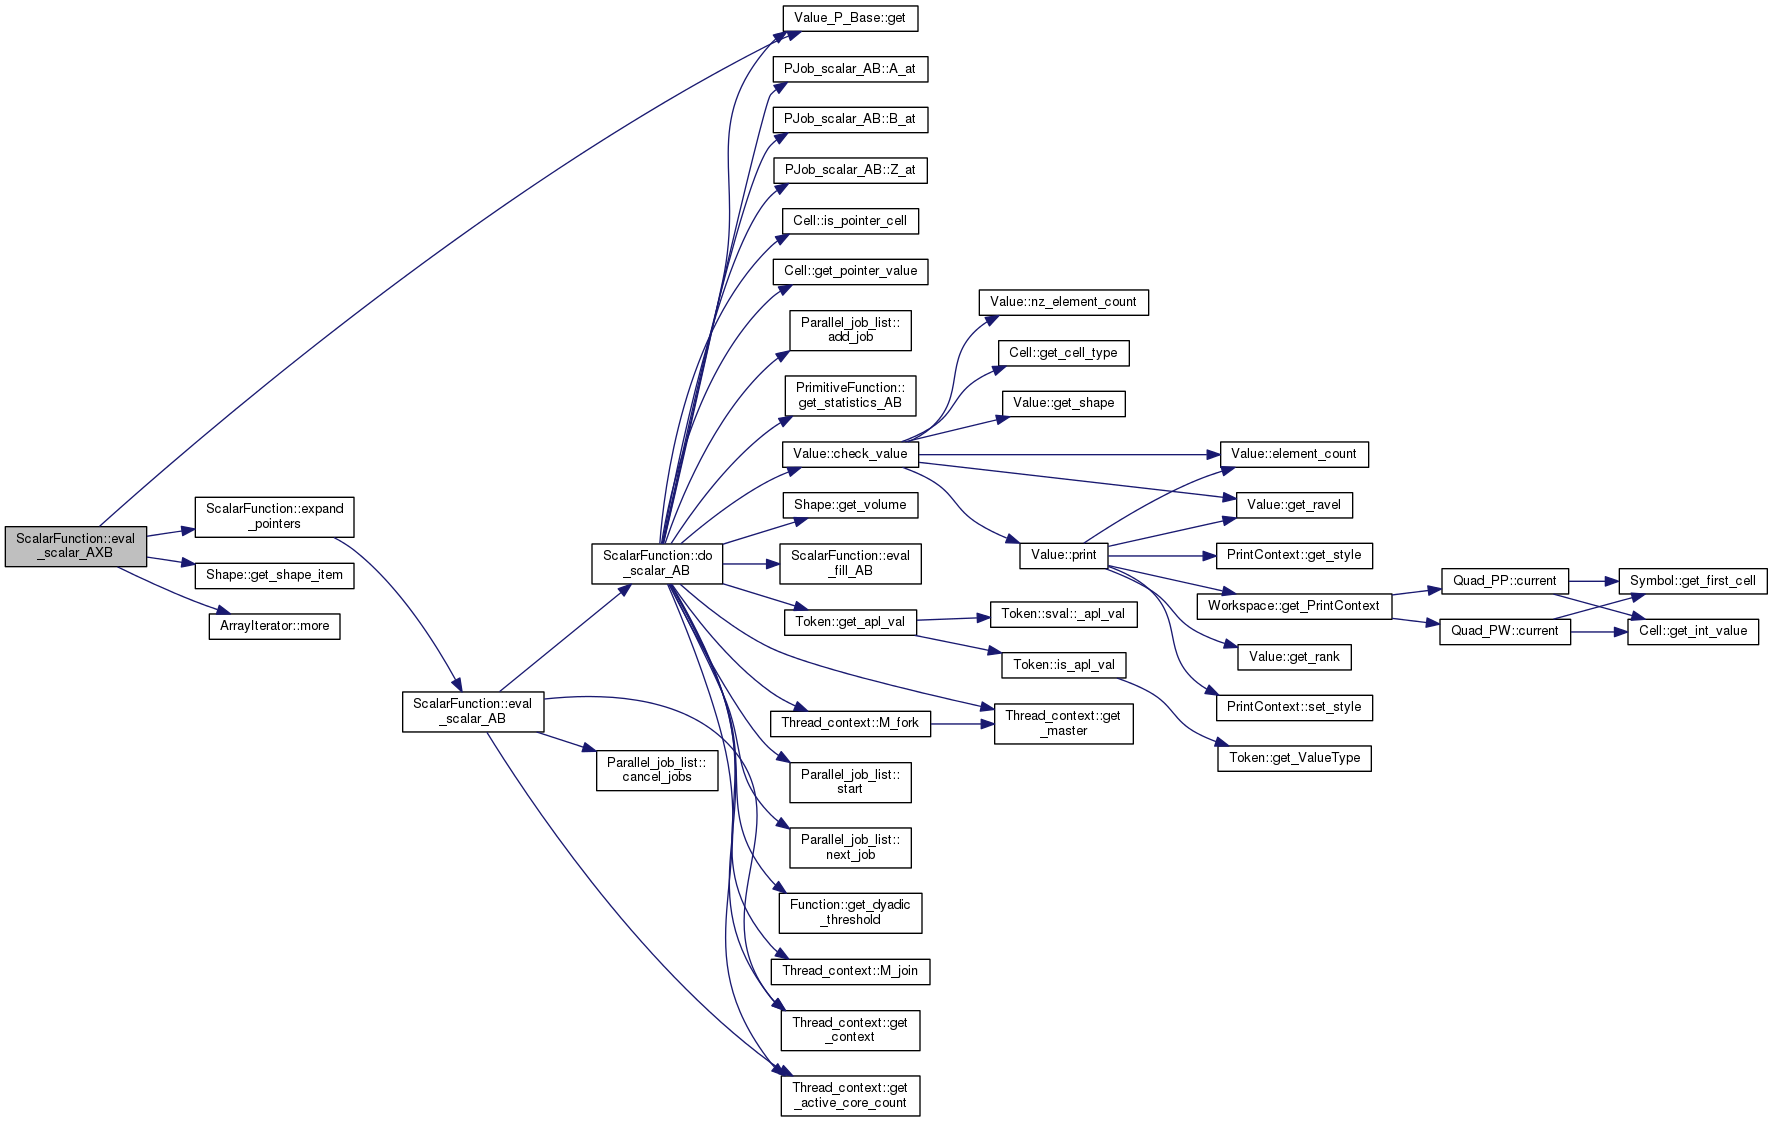 ScalarFunction::eval
_scalar_AXB
ScalarFunction::expand
_pointers
Shape::get_shape_item
ArrayIterator::more
ScalarFunction::eval
_scalar_AB
Parallel_job_list::
cancel_jobs
ScalarFunction::do
_scalar_AB
Value_P_Base::get
PJob_scalar_AB::A_at
PJob_scalar_AB::B_at
PJob_scalar_AB::Z_at
Cell::is_pointer_cell
Cell::get_pointer_value
Parallel_job_list::
add_job
PrimitiveFunction::
get_statistics_AB
Value::check_value
Shape::get_volume
ScalarFunction::eval
_fill_AB
Token::get_apl_val
Thread_context::M_fork
Parallel_job_list::
start
Parallel_job_list::
next_job
Function::get_dyadic
_threshold
Thread_context::M_join
Thread_context::get
_context
Thread_context::get
_active_core_count
Value::nz_element_count
Cell::get_cell_type
Value::get_shape
Value::print
Token::sval::_apl_val
Token::is_apl_val
Thread_context::get
_master
Value::element_count
Value::get_ravel
PrintContext::get_style
Workspace::get_PrintContext
Value::get_rank
PrintContext::set_style
Token::get_ValueType
Quad_PP::current
Quad_PW::current
Symbol::get_first_cell
Cell::get_int_value